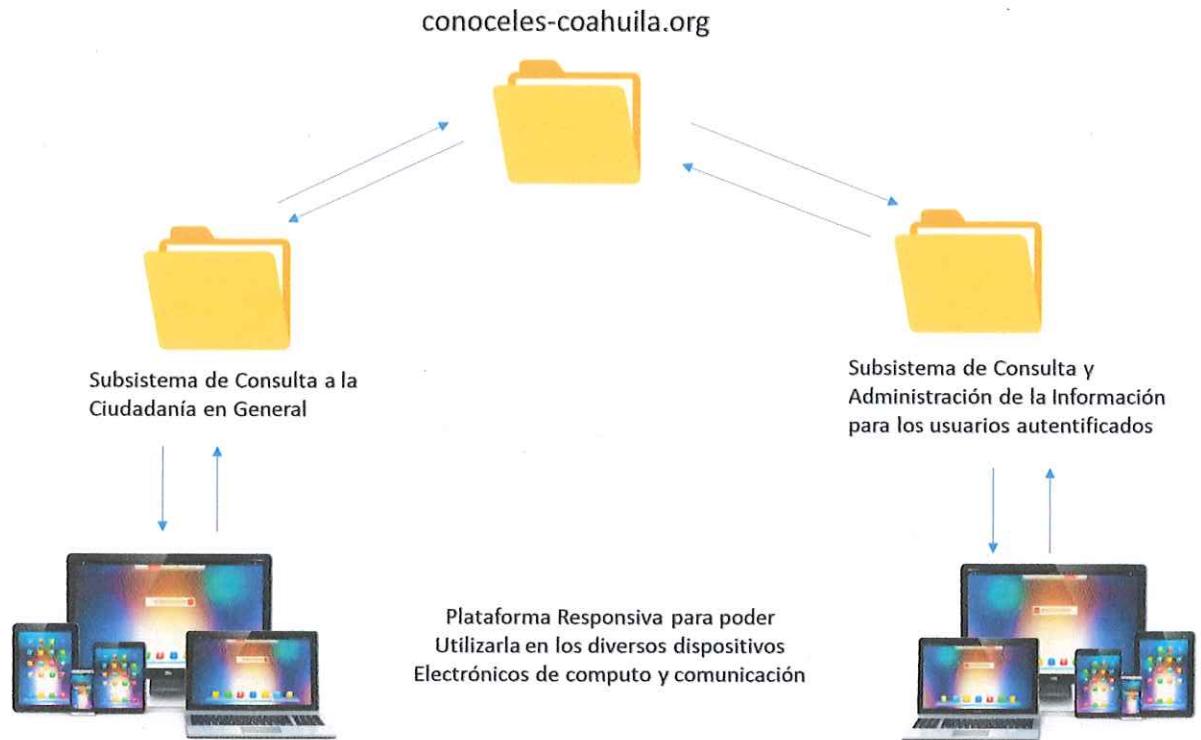 conoceles-coahuila.org
Subsistema de Consulta a la
Ciudadanía en General
Subsistema de Consulta y
Administración de la Información
para los usuarios autentificados
Plataforma Responsiva para poder
Utilizarla en los diversos dispositivos
Electrónicos de computo y comunicación